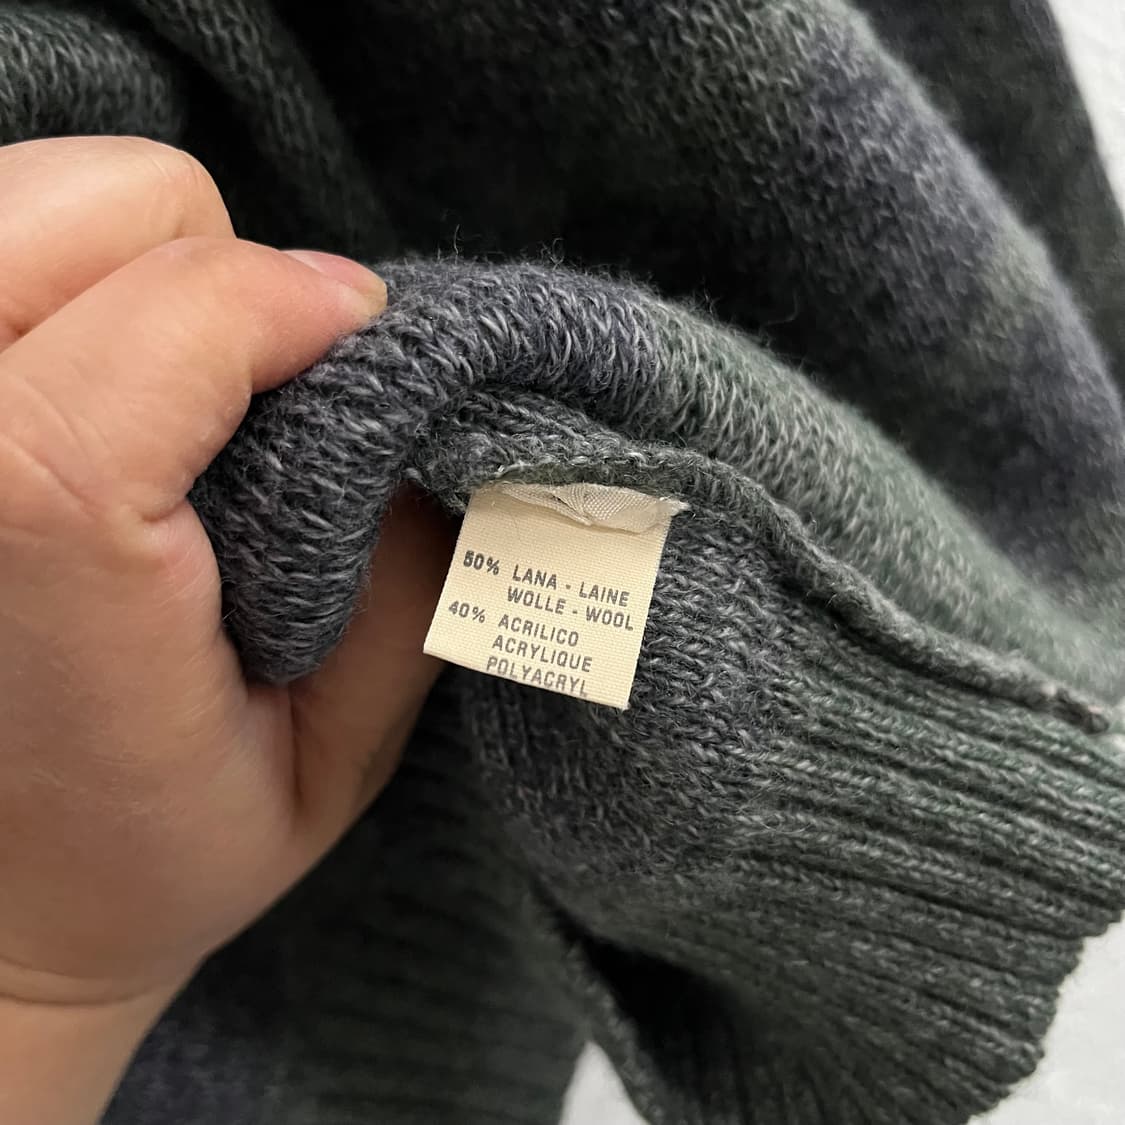 50% LANA - LAINE
WOLLE - WOOL
40% ACRILICO
ACRYLIQUE
POLYACRYL